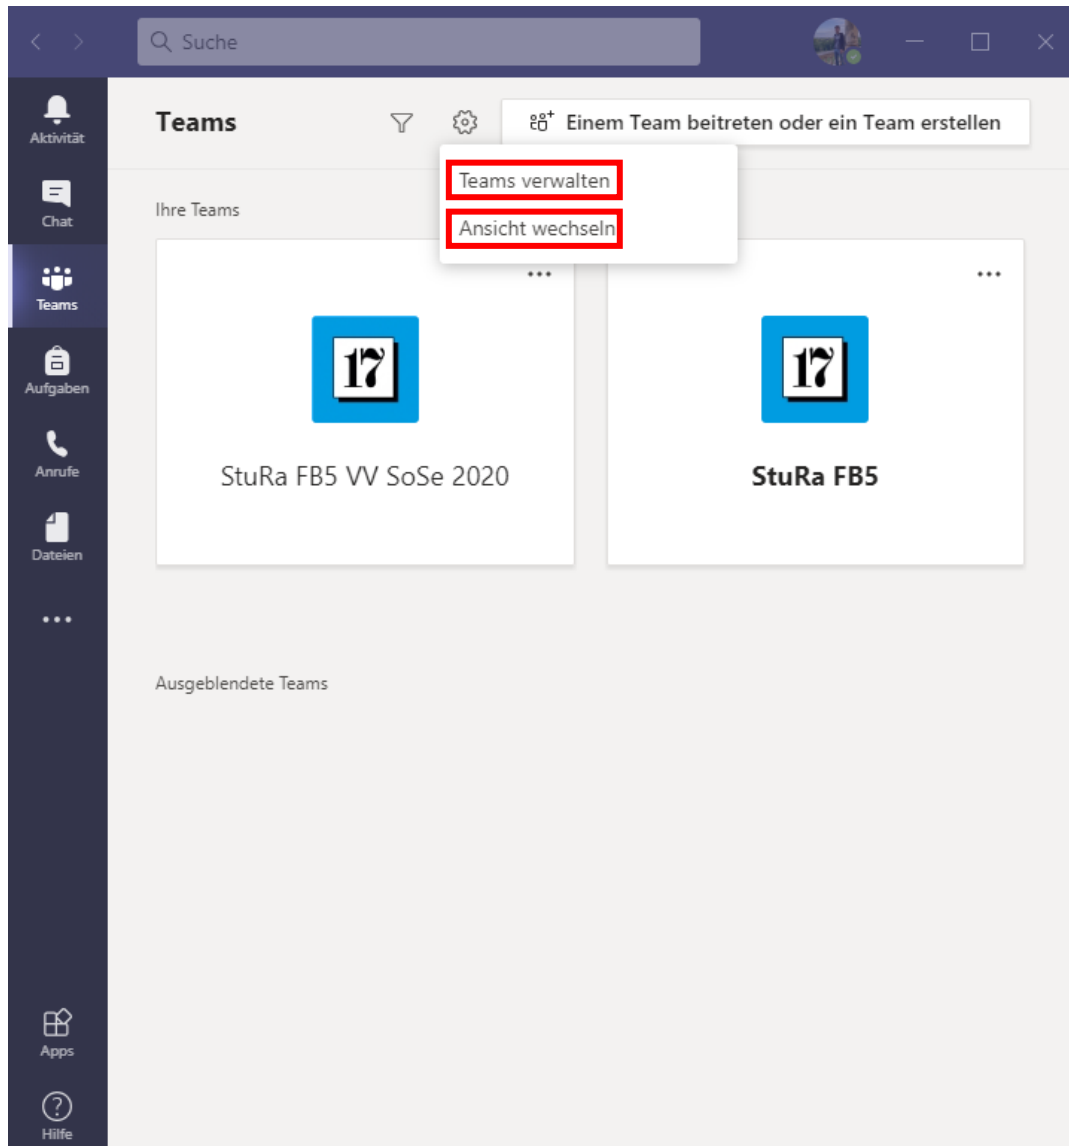 Suche
Aktivität
Chat
Teams
Aufgaben
Anrufe
Dateien
Apps
Hilfe
Teams
Einem Team beitreten oder ein Team erstellen
Teams verwalten
Ansicht wechseln
Ihre Teams
17
StuRa FB5 VV SoSe 2020
17
StuRa FB5
Ausgeblendete Teams